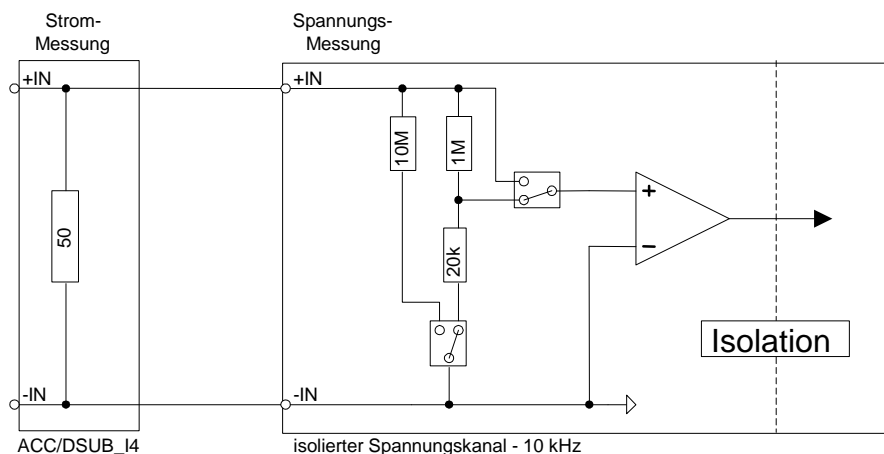 Strom-
Messung
Spannungs-
Messung
+IN
+IN
10M
1M
50
20k
+
-
Isolation
-IN
-IN
ACC/DSUB_I4
isolierter Spannungskanal - 10 kHz